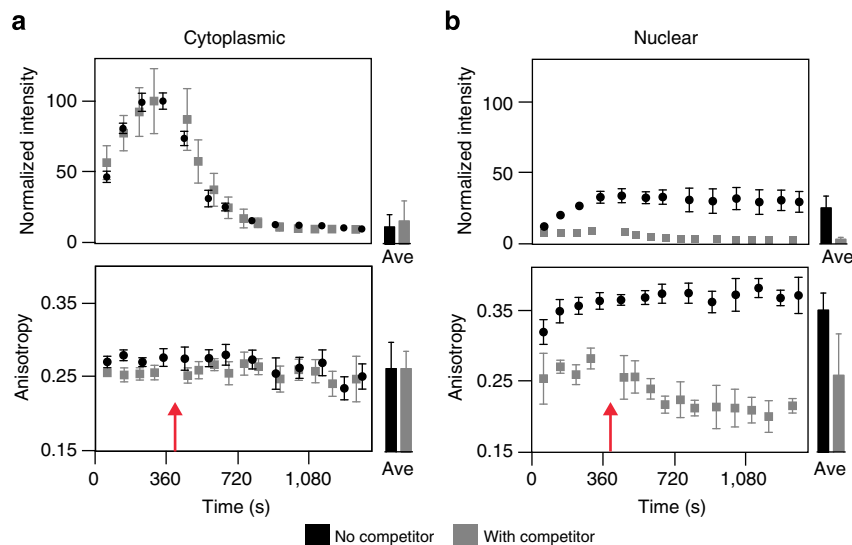 a
Cytoplasmic
Normalized intensity
100
50
0
Ave
Anisotropy
0.35
0.25
0.15
Ave
0 360 720 1,080
Time (s)
b
Nuclear
Normalized intensity
100
50
0
Ave
Anisotropy
0.35
0.25
0.15
Ave
0 360 720 1,080
Time (s)
No competitor With competitor